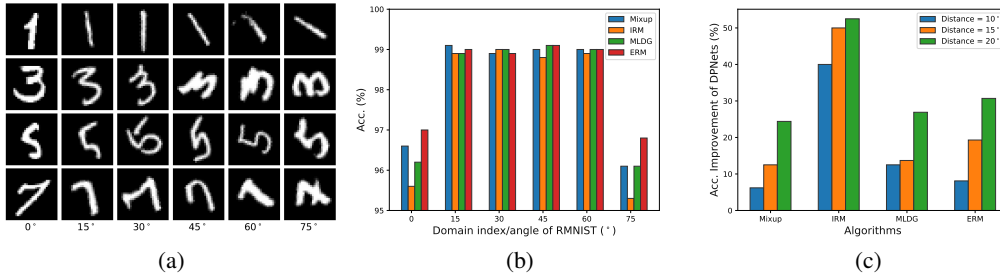 0° 15° 30° 45° 60° 75°
(a)
Acc. (%)
99
98
97
96
95
Mixup
IRM
MLDG
ERM
0 15 30 45 60 75
Domain index/angle of RMNIST (°)
(b)
Acc. Improvement of DPNets (%)
50
40
30
20
10
0
Distance = 10°
Distance = 15°
Distance = 20°
Mixup IRM MLDG ERM
Algorithms
(c)